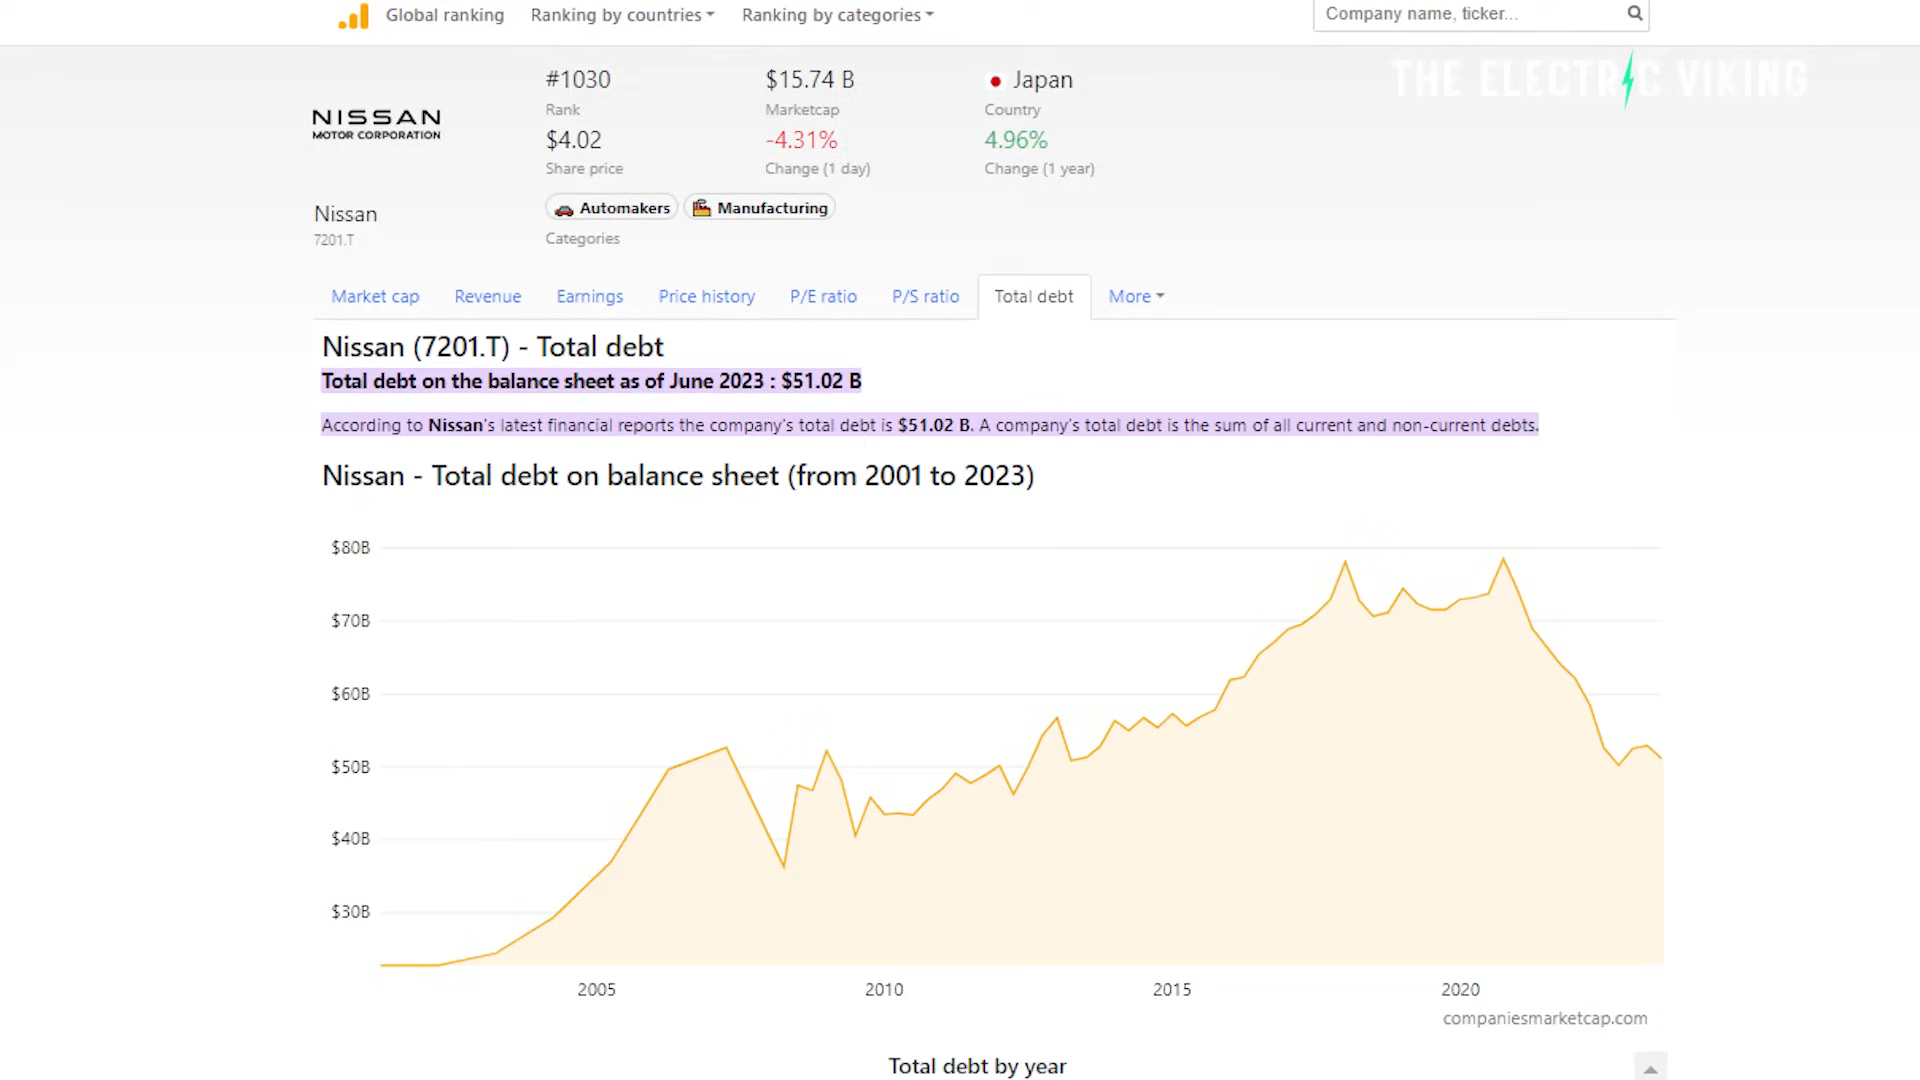 Global ranking Ranking by countries Ranking by categories Company name, ticker...
THE ELECTRIC VIKING
NISSAN
MOTOR CORPORATION
#1030 $15.74 B Japan
Rank Marketcap Country
$4.02 -4.31% 4.96%
Share price Change (1 day) Change (1 year)
Nissan
7201.T
Automakers Manufacturing
Categories
Market cap Revenue Earnings Price history P/E ratio P/S ratio Total debt More
Nissan (7201.T) - Total debt
Total debt on the balance sheet as of June 2023 : $51.02 B
According to Nissan's latest financial reports the company's total debt is $51.02 B. A company's total debt is the sum of all current and non-current debts.
Nissan - Total debt on balance sheet (from 2001 to 2023)
$80B
$70B
$60B
$50B
$40B
$30B
2005 2010 2015 2020
companiesmarketcap.com
Total debt by year